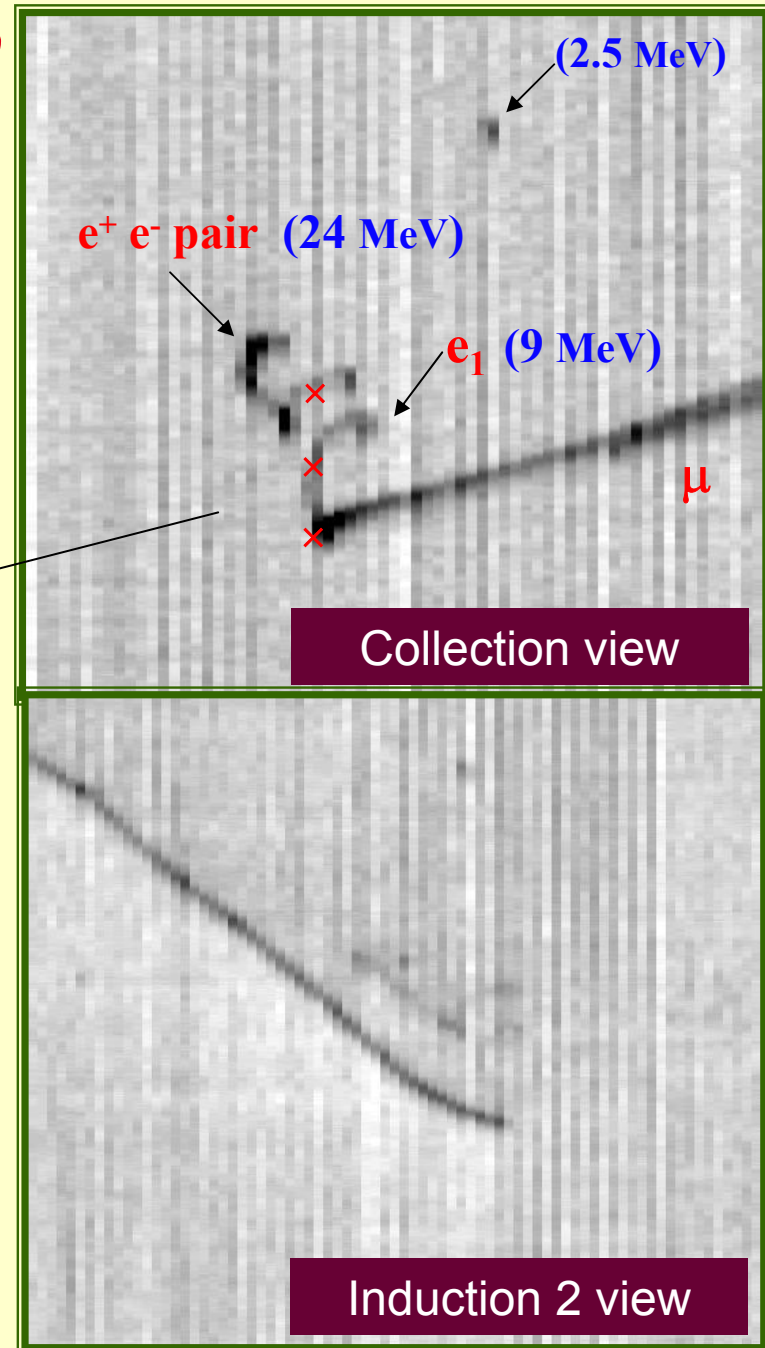 (2.5 MeV)
e⁺ e⁻ pair (24 MeV)
e₁ (9 MeV)
μ
Collection view
Induction 2 view